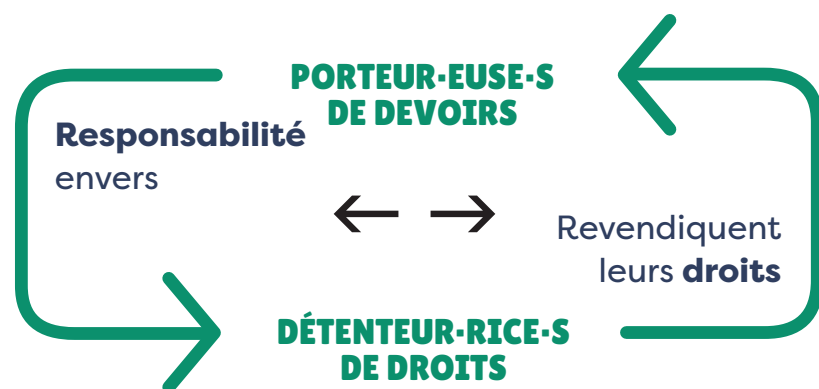 PORTEUR·EUSE·S
DE DEVOIRS
Responsabilité
envers
Revendiquent
leurs droits
DÉTENTEUR·RICE·S
DE DROITS